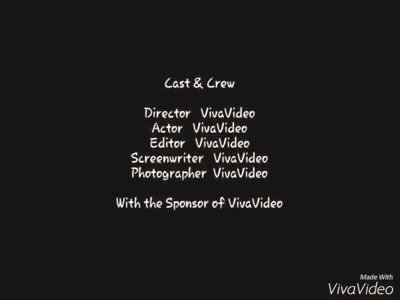 Cast & Crew
Director VivaVideo
Actor VivaVideo
Editor VivaVideo
Screenwriter VivaVideo
Photographer VivaVideo
With the Sponsor of VivaVideo
Made With
VivaVideo